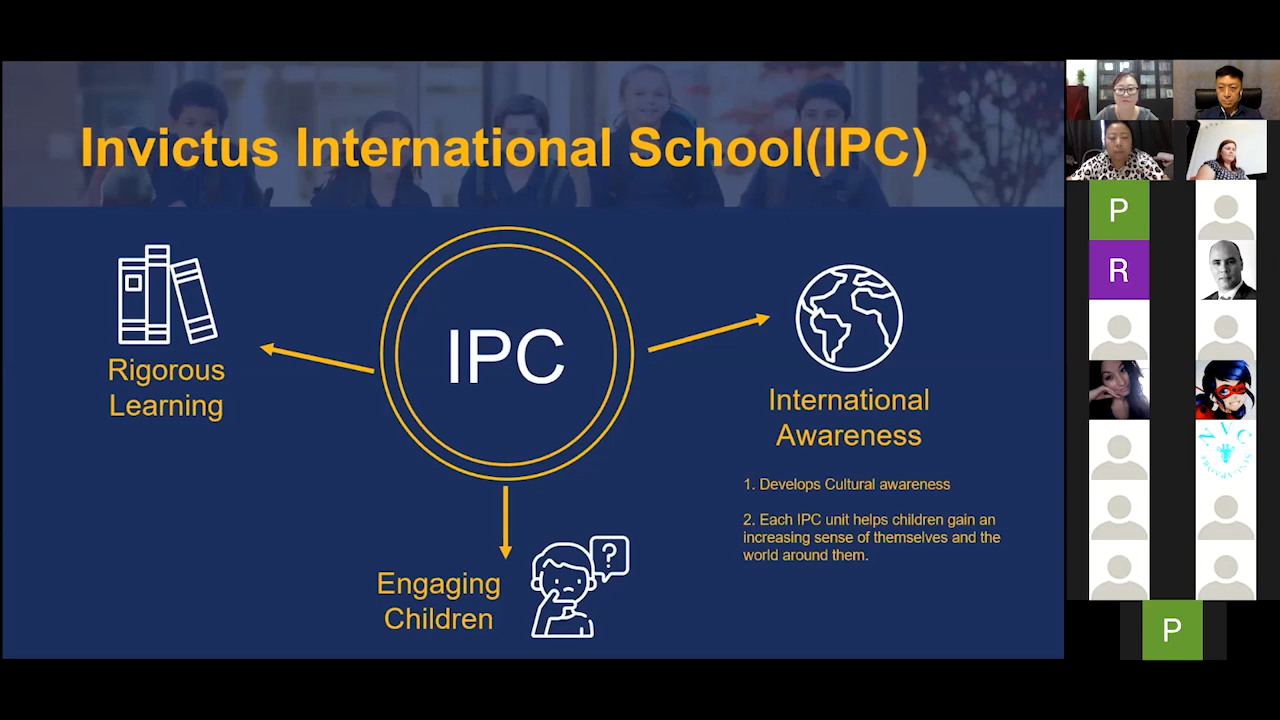 Invictus International School(IPC)
IPC
Rigorous
Learning
International
Awareness
1. Develops Cultural awareness
2. Each IPC unit helps children gain an
increasing sense of themselves and the
world around them.
?
Engaging
Children
P
R
P